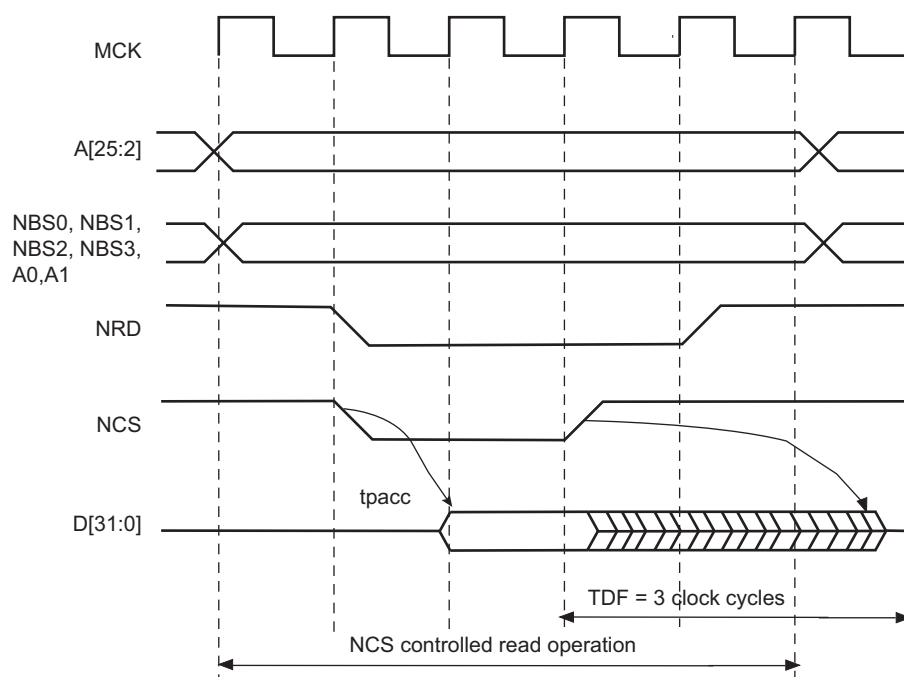 MCK
A[25:2]
NBS0, NBS1,
NBS2, NBS3,
A0,A1
NRD
NCS
tpacc
D[31:0]
TDF = 3 clock cycles
NCS controlled read operation